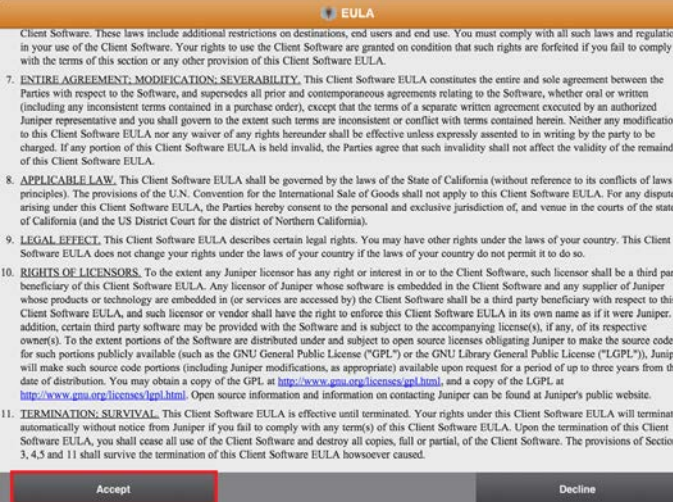 EULA
Client Software. These laws include additional restrictions on destinations, end users and end use. You must comply with all such laws and regulatio
in your use of the Client Software. Your rights to use the Client Software are granted on condition that such rights are forfeited if you fail to comply
with the terms of this section or any other provision of this Client Software EULA.
7. ENTIRE AGREEMENT; MODIFICATION; SEVERABILITY. This Client Software EULA constitutes the entire and sole agreement between the
Parties with respect to the Software, and supersedes all prior and contemporaneous agreements relating to the Software, whether oral or written
(including any inconsistent terms contained in a purchase order), except that the terms of a separate written agreement executed by an authorized
Juniper representative and you shall govern to the extent such terms are inconsistent or conflict with terms contained herein. Neither any modificatio
to this Client Software EULA nor any waiver of any rights hereunder shall be effective unless expressly assented to in writing by the party to be
charged. If any portion of this Client Software EULA is held invalid, the Parties agree that such invalidity shall not affect the validity of the remaind
of this Client Software EULA.
8. APPLICABLE LAW. This Client Software EULA shall be governed by the laws of the State of California (without reference to its conflicts of laws
principles). The provisions of the U.N. Convention for the International Sale of Goods shall not apply to this Client Software EULA. For any dispute
arising under this Client Software EULA, the Parties hereby consent to the personal and exclusive jurisdiction of, and venue in the courts of the state
of California (and the US District Court for the district of Northern California).
9. LEGAL EFFECT. This Client Software EULA describes certain legal rights. You may have other rights under the laws of your country. This Client
Software EULA does not change your rights under the laws of your country if the laws of your country do not permit it to do so.
10. RIGHTS OF LICENSORS. To the extent any Juniper licensor has any right or interest in or to the Client Software, such licensor shall be a third par
beneficiary of this Client Software EULA. Any licensor of Juniper whose software is embedded in the Client Software and any supplier of Juniper
whose products or technology are embedded in (or services are accessed by) the Client Software shall be a third party beneficiary with respect to this
Client Software EULA, and such licensor or vendor shall have the right to enforce this Client Software EULA in its own name as if it were Juniper.
addition, certain third party software may be provided with the Software and is subject to the accompanying license(s), if any, of its respective
owner(s). To the extent portions of the Software are distributed under and subject to open source licenses obligating Juniper to make the source code
for such portions publicly available (such as the GNU General Public License ("GPL") or the GNU Library General Public License ("LGPL")), Junip
will make such source code portions (including Juniper modifications, as appropriate) available upon request for a period of up to three years from th
date of distribution. You may obtain a copy of the GPL at http://www.gnu.org/licenses/gpl.html, and a copy of the LGPL at
http://www.gnu.org/licenses/lgpl.html. Open source information and information on contacting Juniper can be found at Juniper's public website.
11. TERMINATION; SURVIVAL. This Client Software EULA is effective until terminated. Your rights under this Client Software EULA will terminat
automatically without notice from Juniper if you fail to comply with any term(s) of this Client Software EULA. Upon the termination of this Client
Software EULA, you shall cease all use of the Client Software and destroy all copies, full or partial, of the Client Software. The provisions of Section
3, 4,5 and 11 shall survive the termination of this Client Software EULA howsoever caused.
Accept
Decline